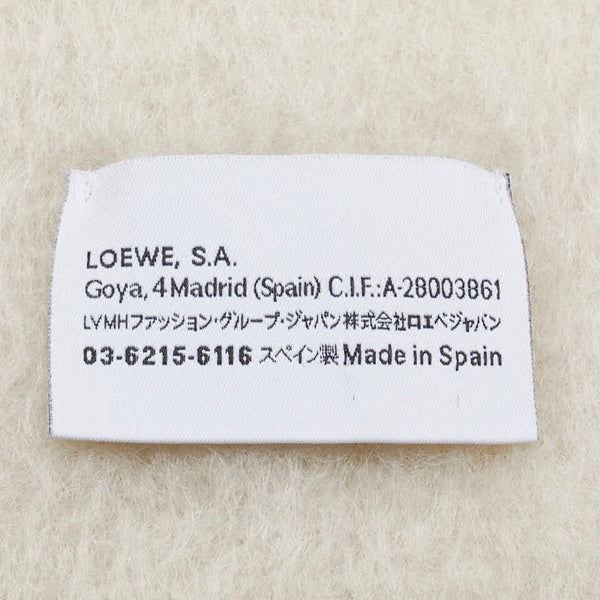 LOEWE, S.A.
Goya, 4 Madrid (Spain) C.I.F.:A-28003861
LVMHファッション・グループ・ジャパン株式会社ロエベジャパン
03-6215-6116 スペイン製 Made in Spain